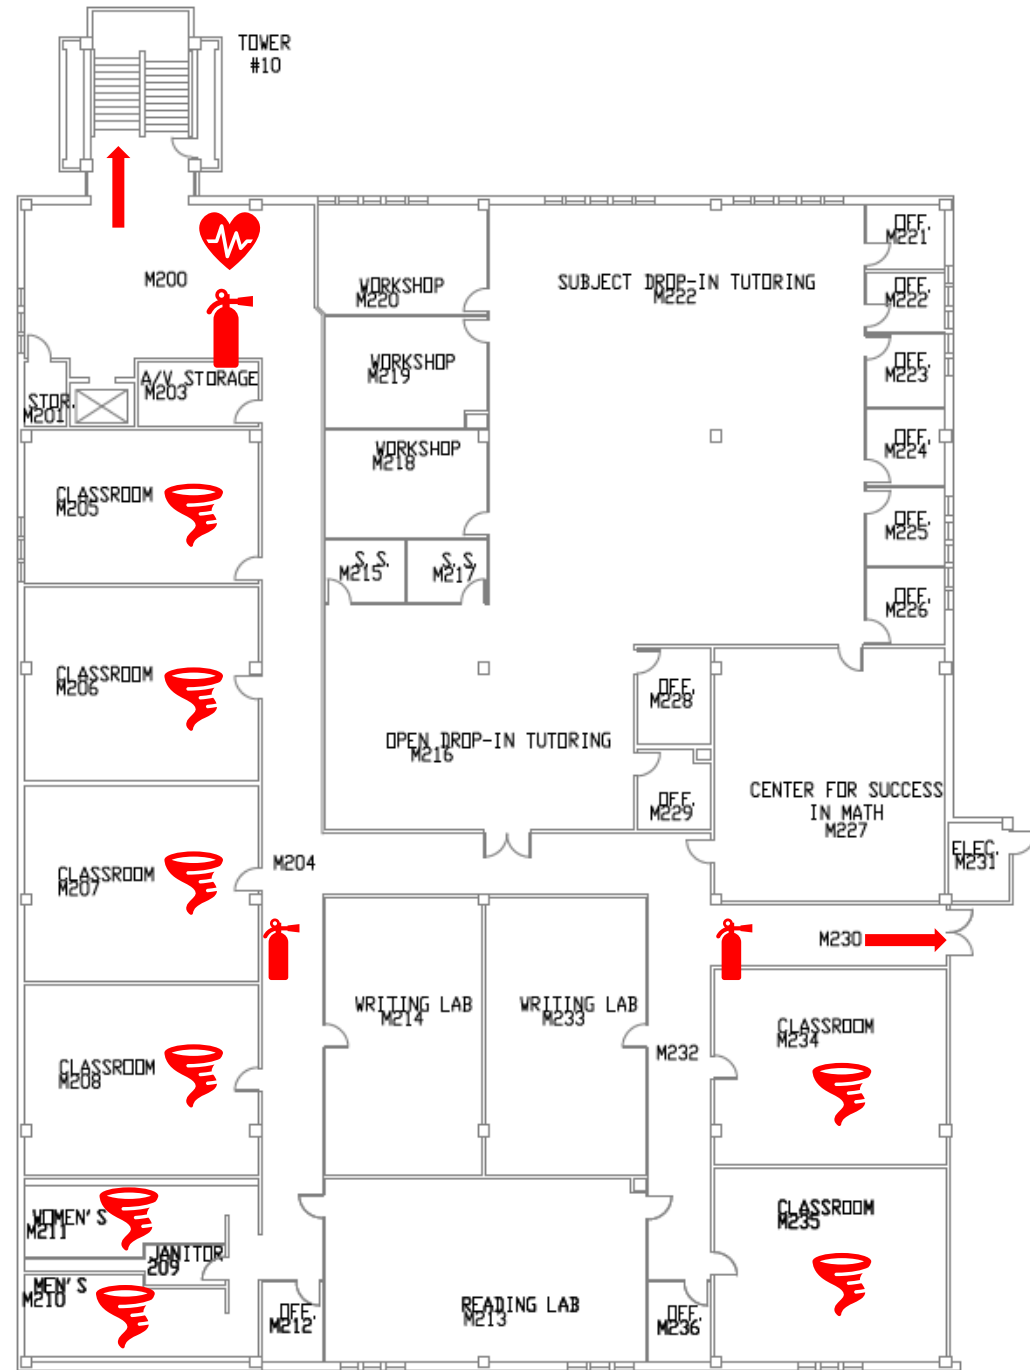 TOWER
#10
M200
WORKSHOP
M220
SUBJECT DROP-IN TUTORING
M222
OFF.
M221
OFF.
M222
WORKSHOP
M219
OFF.
M223
A/V STORAGE
M203
STOR.
M201
WORKSHOP
M218
OFF.
M224
CLASSROOM
M205
OFF.
M225
S.S.
M215
S.S.
M217
OFF.
M226
CLASSROOM
M206
OFF.
M228
OPEN DROP-IN TUTORING
M216
CENTER FOR SUCCESS
IN MATH
M227
OFF.
M229
CLASSROOM
M207
M204
ELEC.
M231
M230
WRITING LAB
M214
WRITING LAB
M233
CLASSROOM
M234
M232
CLASSROOM
M208
WOMEN'S
M211
CLASSROOM
M235
JANITOR
209
MEN'S
M210
OFF.
M212
READING LAB
M213
OFF.
M236